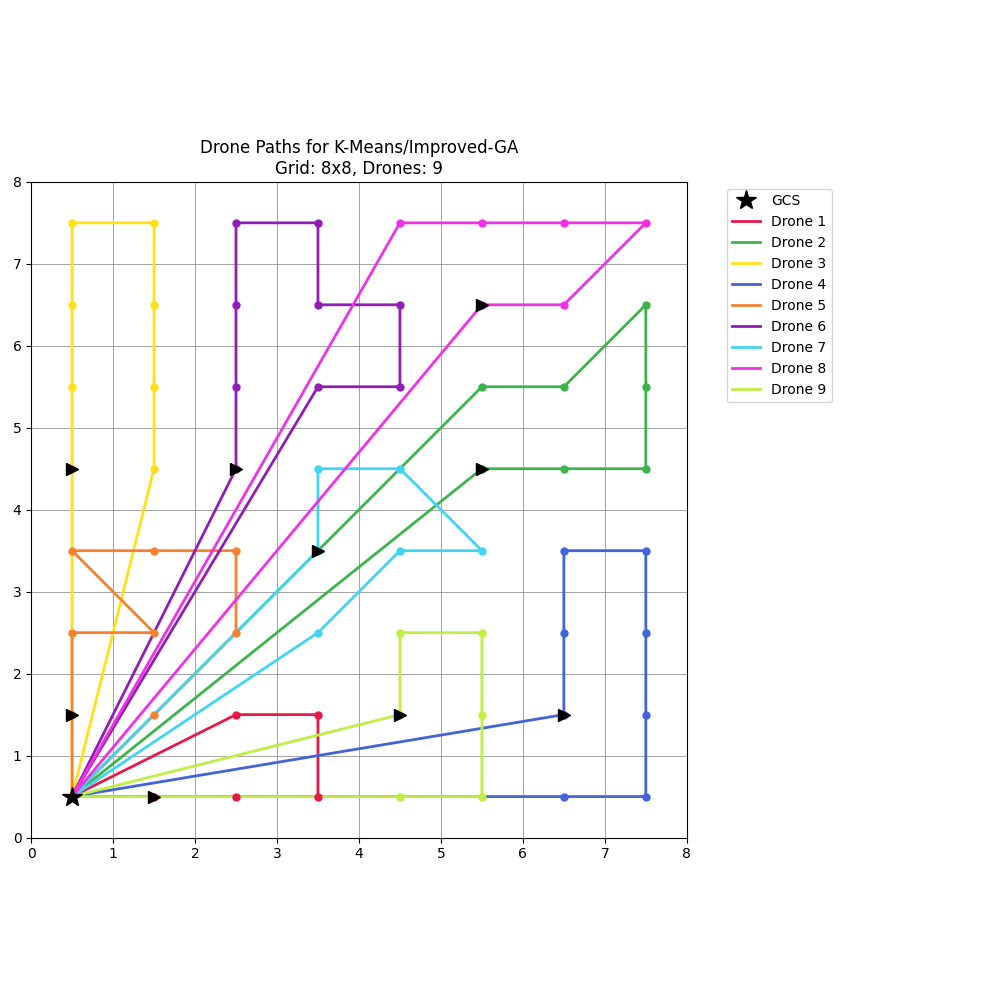 Drone Paths for K-Means/Improved-GA
Grid: 8x8, Drones: 9
8
7
6
5
4
3
2
1
0
0 1 2 3 4 5 6 7 8
GCS
Drone 1
Drone 2
Drone 3
Drone 4
Drone 5
Drone 6
Drone 7
Drone 8
Drone 9